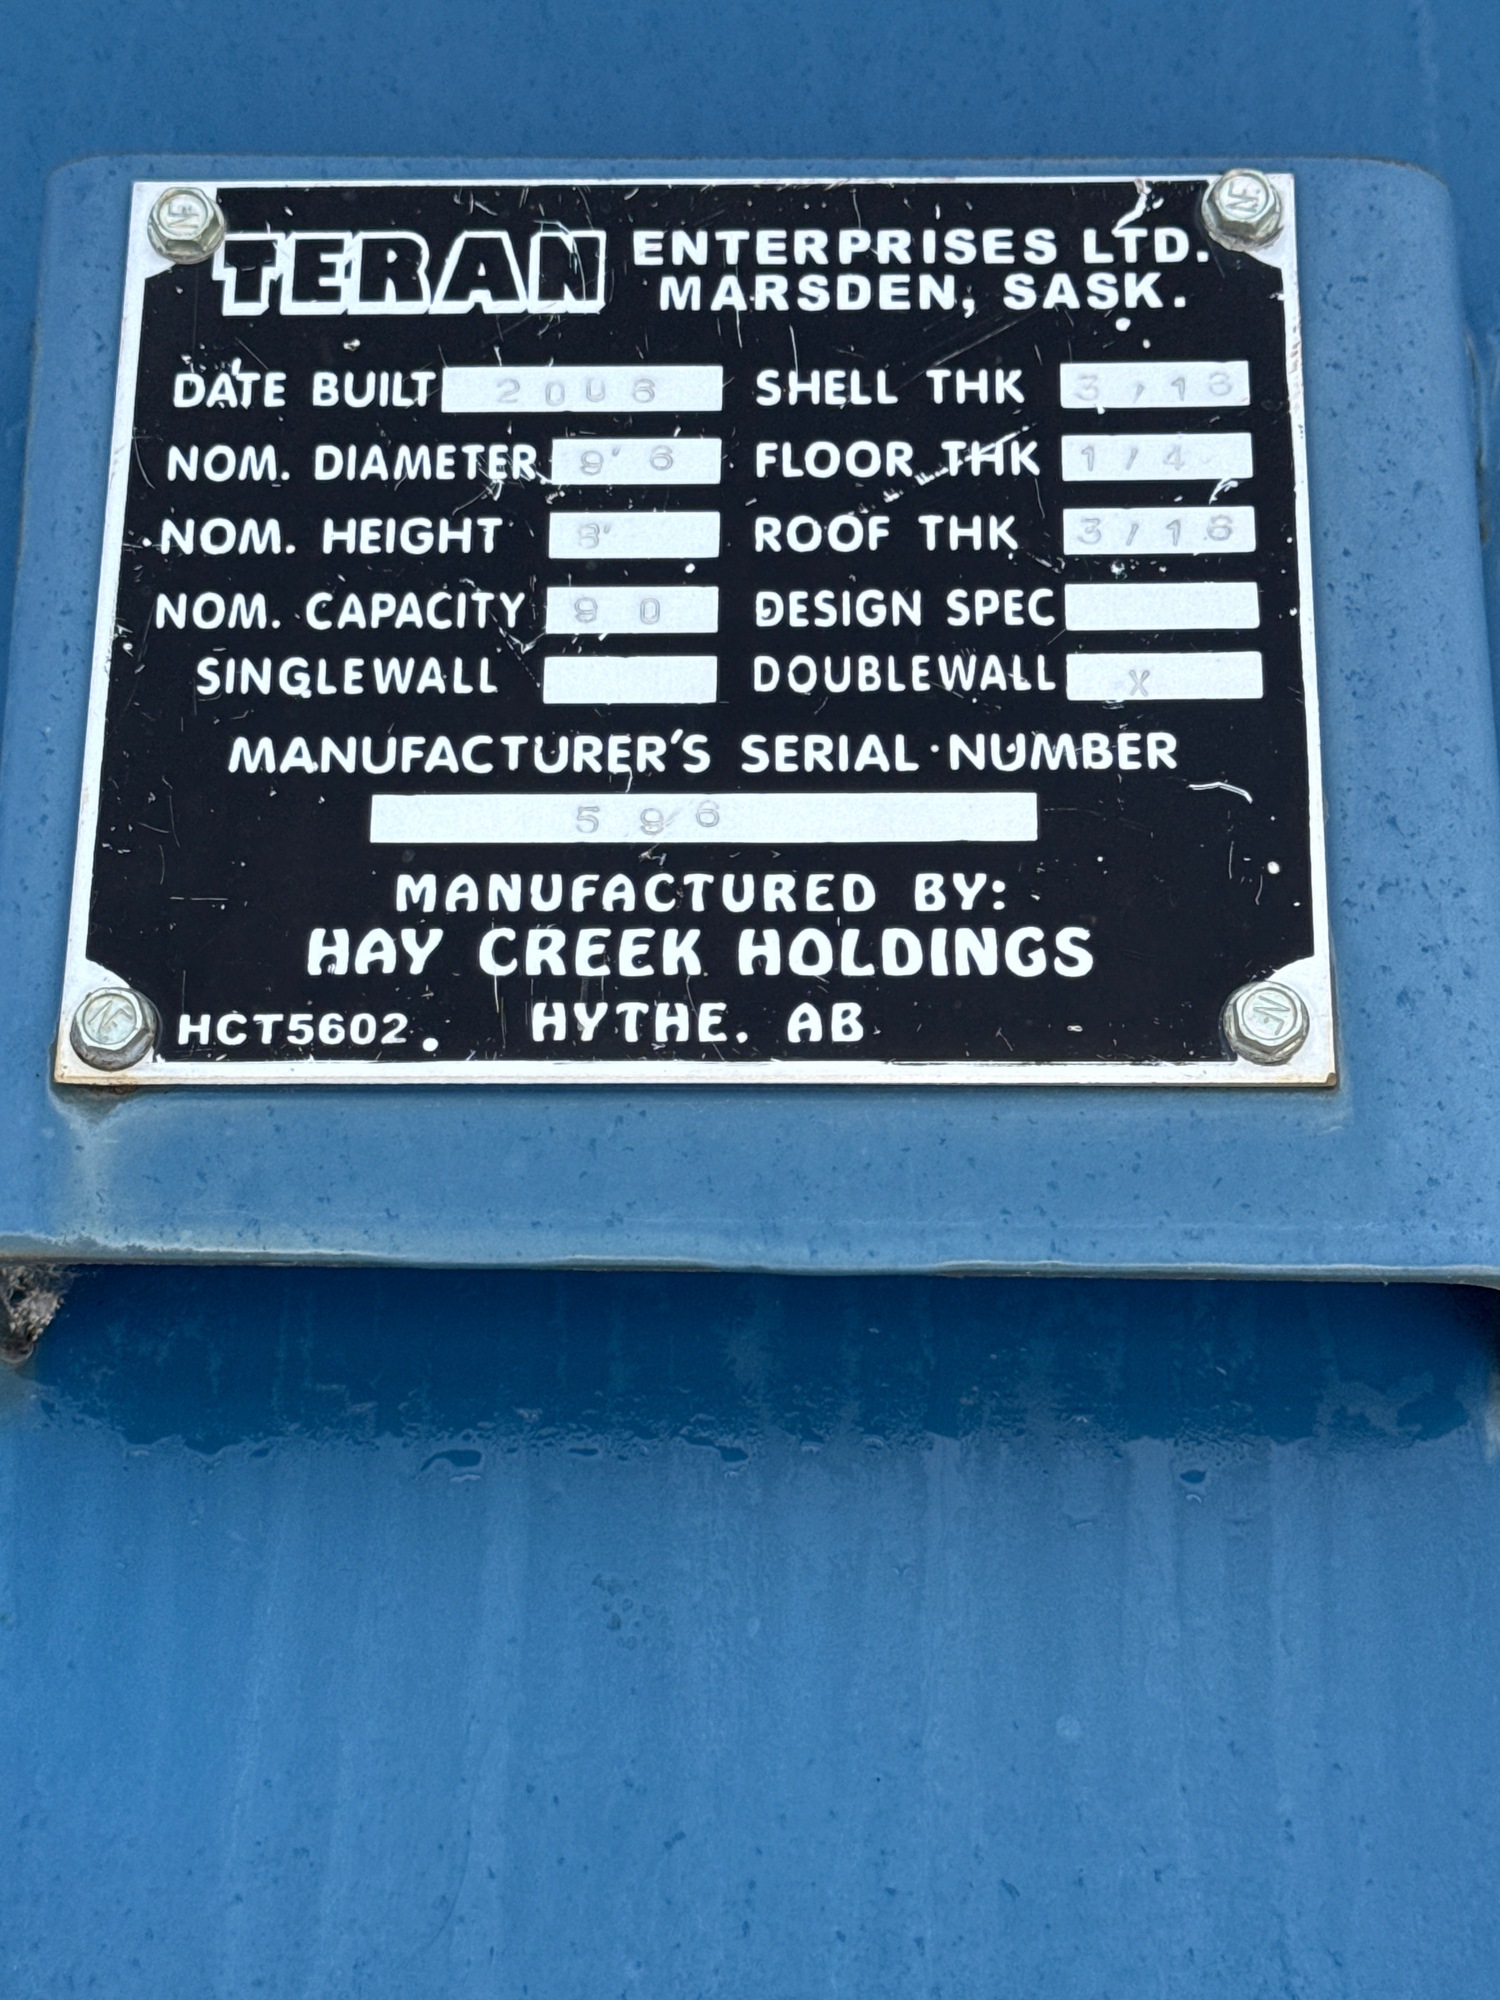 TERAN ENTERPRISES LTD.
MARSDEN, SASK.
DATE BUILT 2006 SHELL THK 3/16
NOM. DIAMETER 9'6 FLOOR THK 1/4
NOM. HEIGHT 8' ROOF THK 3/16
NOM. CAPACITY 90 DESIGN SPEC
SINGLEWALL DOUBLEWALL X
MANUFACTURER'S SERIAL NUMBER
596
MANUFACTURED BY:
HAY CREEK HOLDINGS
HCT5602 HYTHE. AB